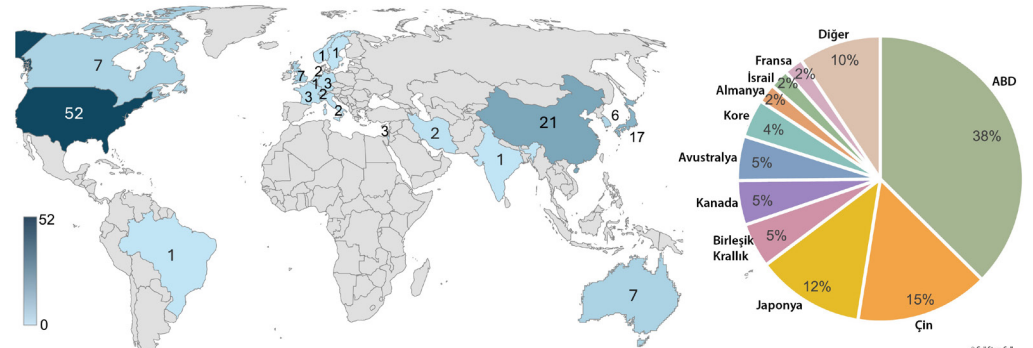 7
52
1
1
1
7
2
1
3
3
2
2
3
2
1
21
6
17
7
52
0
Diğer
10%
Fransa
2%
İsrail
2%
Almanya
2%
Kore
4%
Avustralya
5%
Kanada
5%
Birleşik
Krallık
5%
Japonya
12%
Çin
15%
ABD
38%